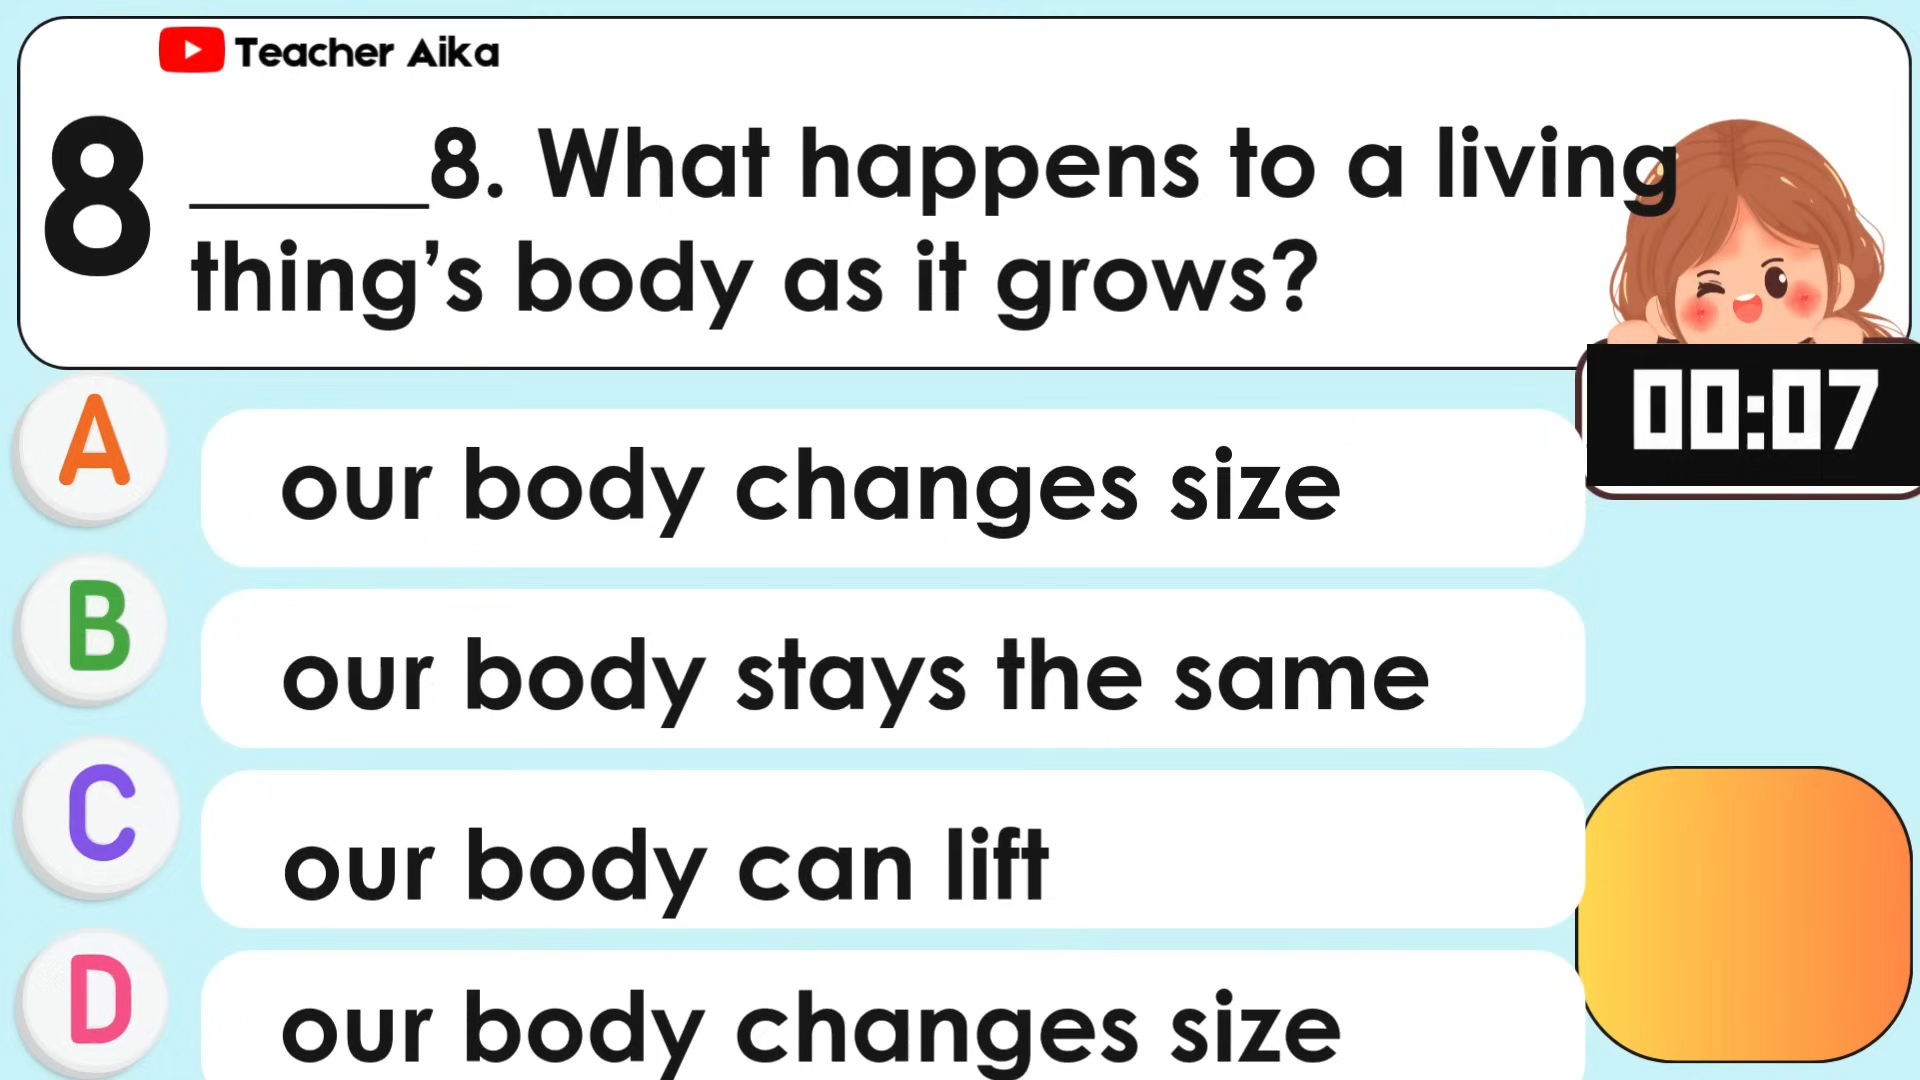 Teacher Aika
8
______8. What happens to a living
thing’s body as it grows?
00:07
A
our body changes size
B
our body stays the same
C
our body can lift
D
our body changes size